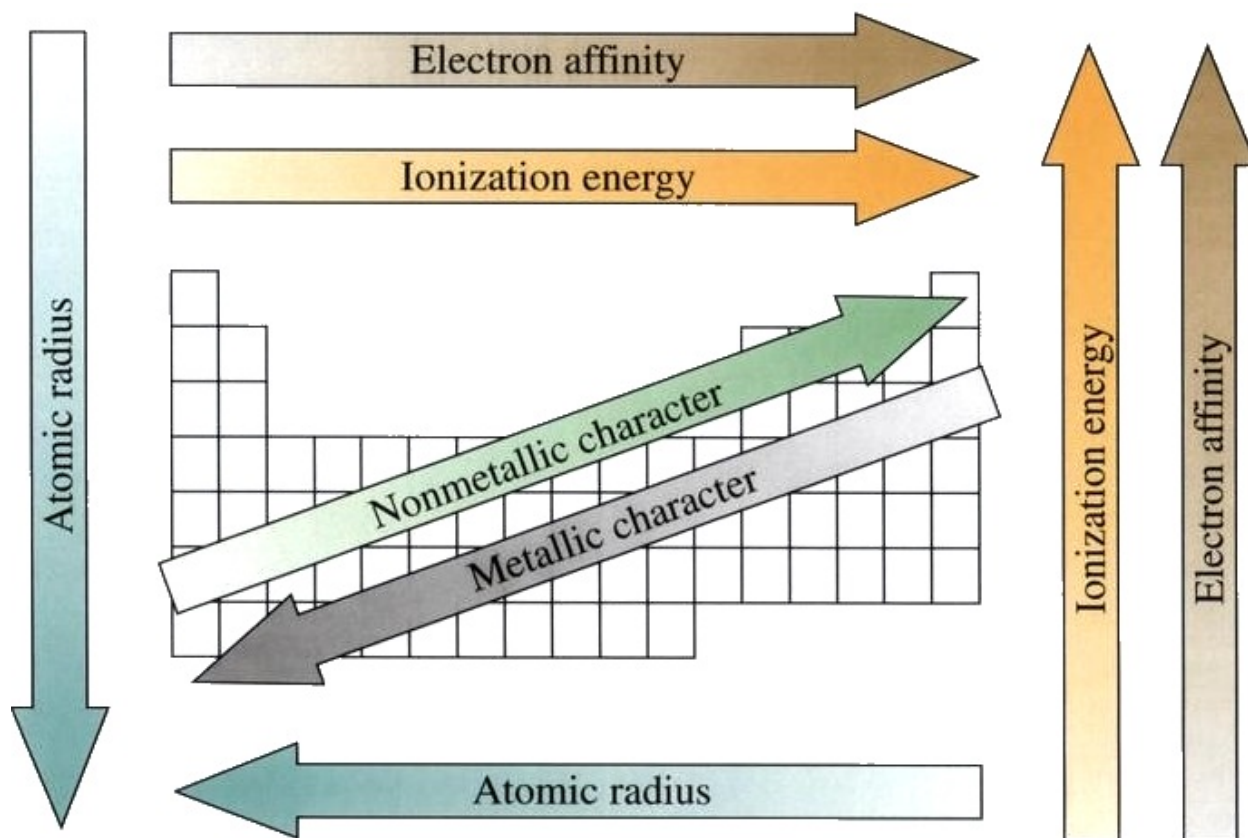 Electron affinity
Ionization energy
Atomic radius
Nonmetallic character
Metallic character
Ionization energy
Electron affinity
Atomic radius